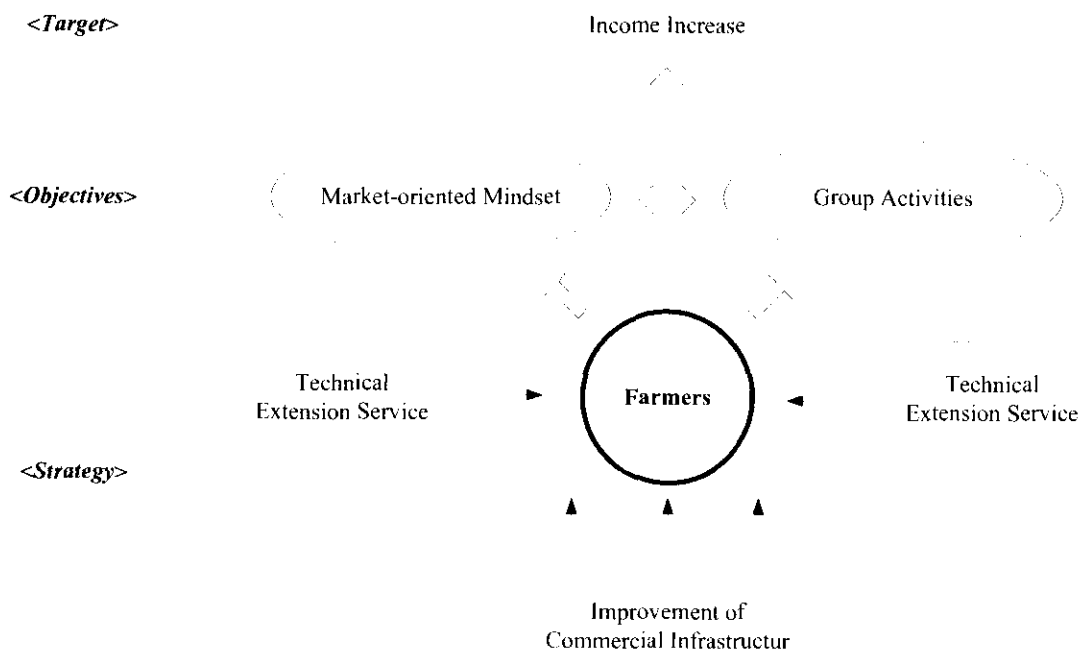 <Target> Income Increase
<Objectives> Market-oriented Mindset Group Activities
Technical
Extension Service
Farmers
Technical
Extension Service
<Strategy>
Improvement of
Commercial Infrastructur